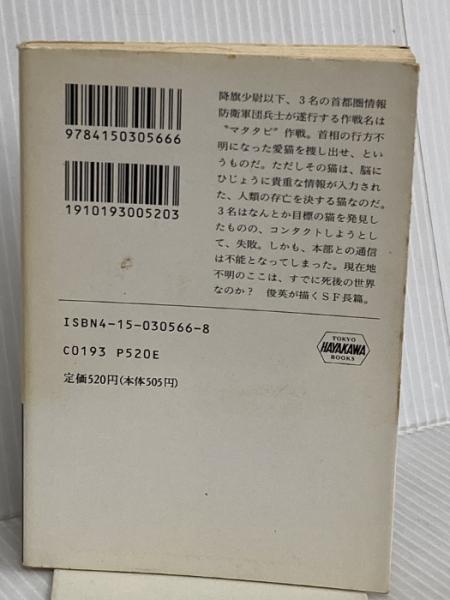 降旗少尉以下、3名の首都圏情報
防衛軍団兵士が遂行する作戦名は
“マタタビ”作戦。首相の行方不
明になった愛猫を捜し出せ、とい
うものだ。ただしその猫は、脳に
ひじょうに貴重な情報が入力され
た、人類の存亡を決する猫なのだ。
3名はなんとか目標の猫を発見し
たものの、コンタクトしようとし
て、失敗。しかも、本部との通信
は不能となってしまった。現在地
不明のここは、すでに死後の世界
なのか? 俊英が描くSF長篇。
9784150305666
1910193005203
ISBN4-15-030566-8
C0193 P520E
定価520円(本体505円)
TOKYO
HAYAKAWA
BOOKS